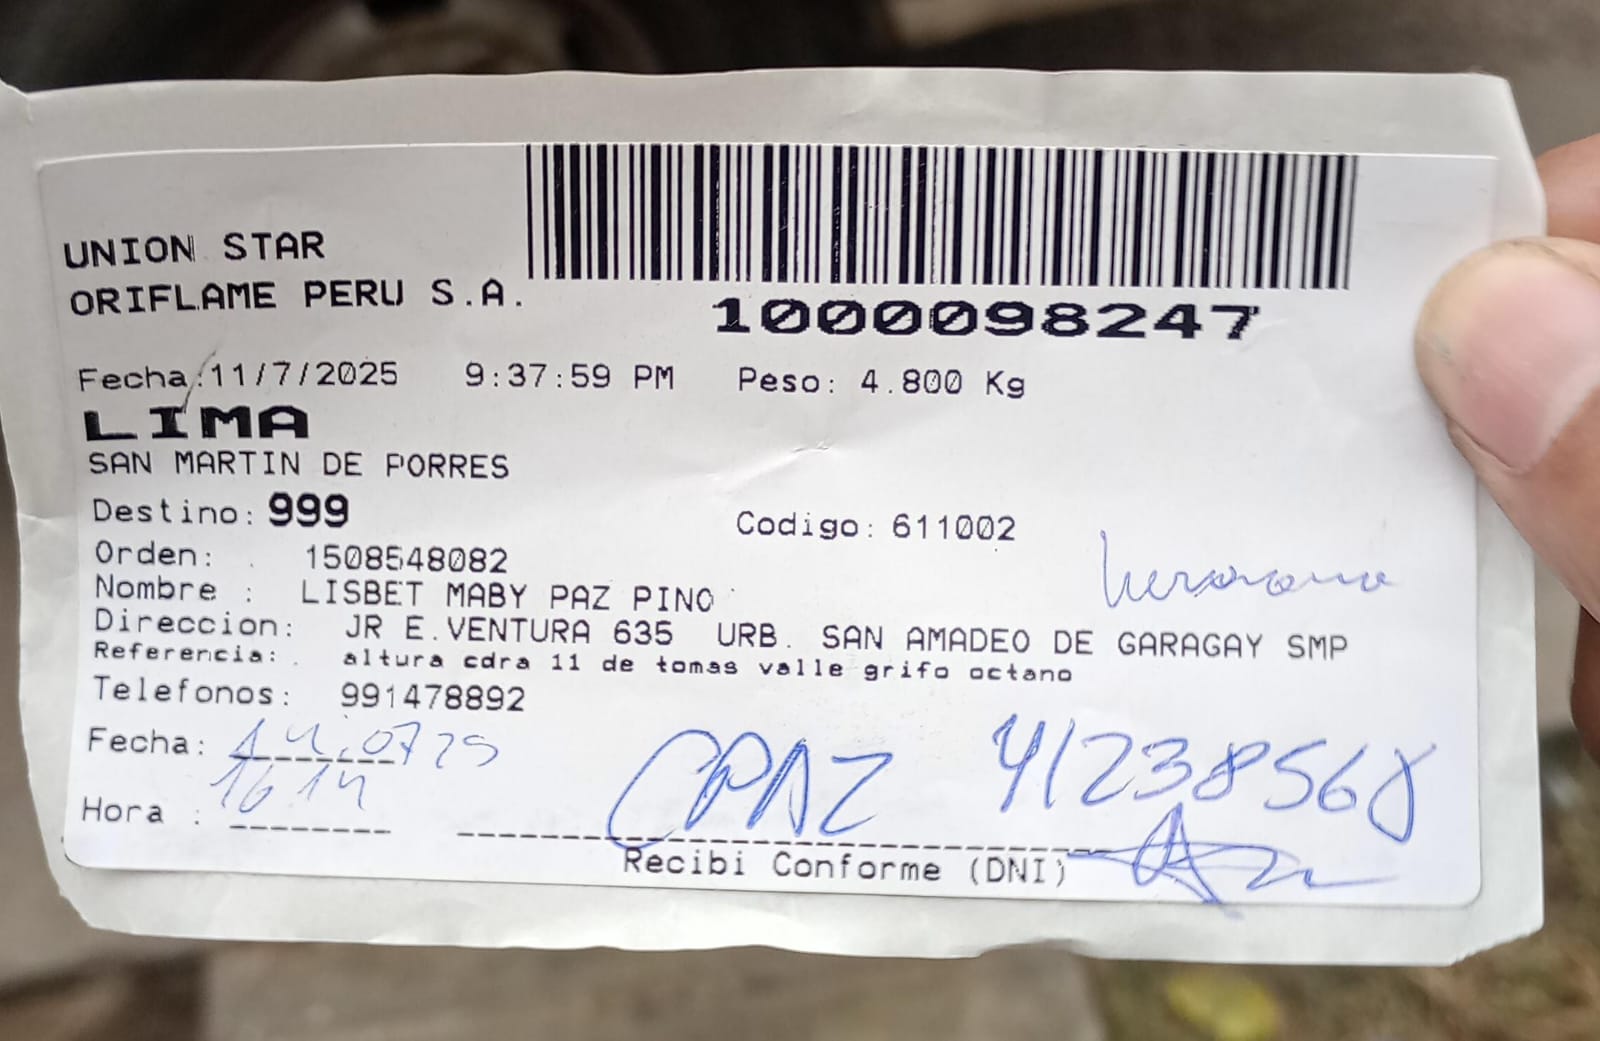 UNION STAR
ORIFLAME PERU S.A.
1000098247
Fecha:11/7/2025 9:37:59 PM Peso: 4.800 Kg
LIMA
SAN MARTIN DE PORRES
Destino: 999
Codigo: 611002
Orden: 1508548082
Nombre : LISBET MABY PAZ PINO
Direccion: JR E.VENTURA 635 URB. SAN AMADEO DE GARAGAY SMP
Referencia: altura cdra 11 de tomas valle grifo octano
Telefonos: 991478892
Fecha: 14.0725
Hora : 1614
CPAZ 41238568
Recibi Conforme (DNI)